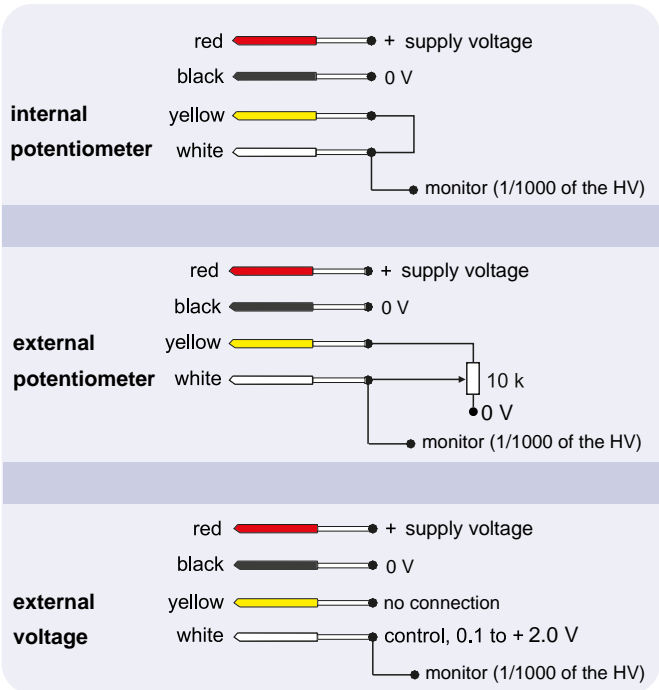 red + supply voltage
black 0 V
internal yellow
potentiometer white
monitor (1/1000 of the HV)
red + supply voltage
black 0 V
external yellow
potentiometer white 10 k
0 V
monitor (1/1000 of the HV)
red + supply voltage
black 0 V
external yellow no connection
voltage white control, 0.1 to + 2.0 V
monitor (1/1000 of the HV)